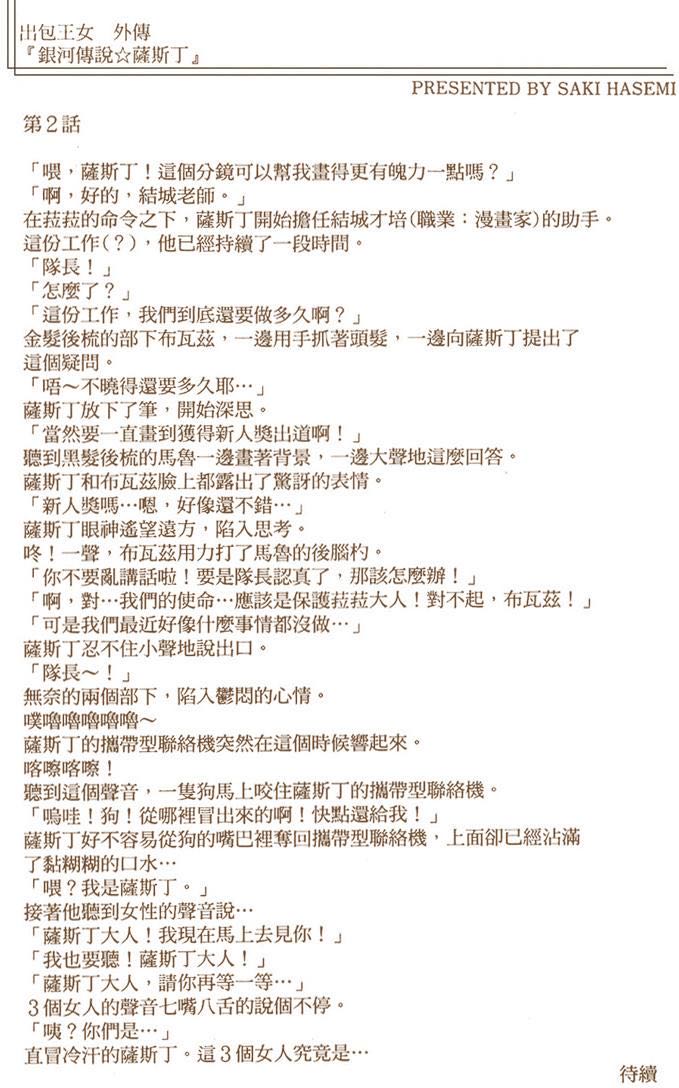 出包王女　外傳
『銀河傳說☆薩斯丁』
PRESENTED BY SAKI HASEMI
第２話
「喂，薩斯丁！這個分鏡可以幫我畫得更有魄力一點嗎？」
「啊，好的，結城老師。」
在菈菈的命令之下，薩斯丁開始擔任結城才培(職業：漫畫家)的助手。
這份工作(？)，他已經持續了一段時間。
「隊長！」
「怎麼了？」
「這份工作，我們到底還要做多久啊？」
金髮後梳的部下布瓦茲，一邊用手抓著頭髮，一邊向薩斯丁提出了
這個疑問。
「唔～不曉得還要多久耶…」
薩斯丁放下了筆，開始深思。
「當然要一直畫到獲得新人獎出道啊！」
聽到黑髮後梳的馬魯一邊畫著背景，一邊大聲地這麼回答。
薩斯丁和布瓦茲臉上都露出了驚訝的表情。
「新人獎嗎…嗯，好像還不錯…」
薩斯丁眼神遙望遠方，陷入思考。
咚！一聲，布瓦茲用力打了馬魯的後腦杓。
「你不要亂講話啦！要是隊長認真了，那該怎麼辦！」
「啊，對…我們的使命…應該是保護菈菈大人！對不起，布瓦茲！」
「可是我們最近好像什麼事情都沒做…」
薩斯丁忍不住小聲地說出口。
「隊長～！」
無奈的兩個部下，陷入鬱悶的心情。
噗嚕嚕嚕嚕嚕～
薩斯丁的攜帶型聯絡機突然在這個時候響起來。
喀嚓喀嚓！
聽到這個聲音，一隻狗馬上咬住薩斯丁的攜帶型聯絡機。
「嗚哇！狗！從哪裡冒出來的啊！快點還給我！」
薩斯丁好不容易從狗的嘴巴裡奪回攜帶型聯絡機，上面卻已經沾滿
了黏糊糊的口水…
「喂？我是薩斯丁。」
接著他聽到女性的聲音說…
「薩斯丁大人！我現在馬上去見你！」
「我也要聽！薩斯丁大人！」
「薩斯丁大人，請你再等一等…」
３個女人的聲音七嘴八舌的說個不停。
「咦？你們是…」
直冒冷汗的薩斯丁。這３個女人究竟是…
待續